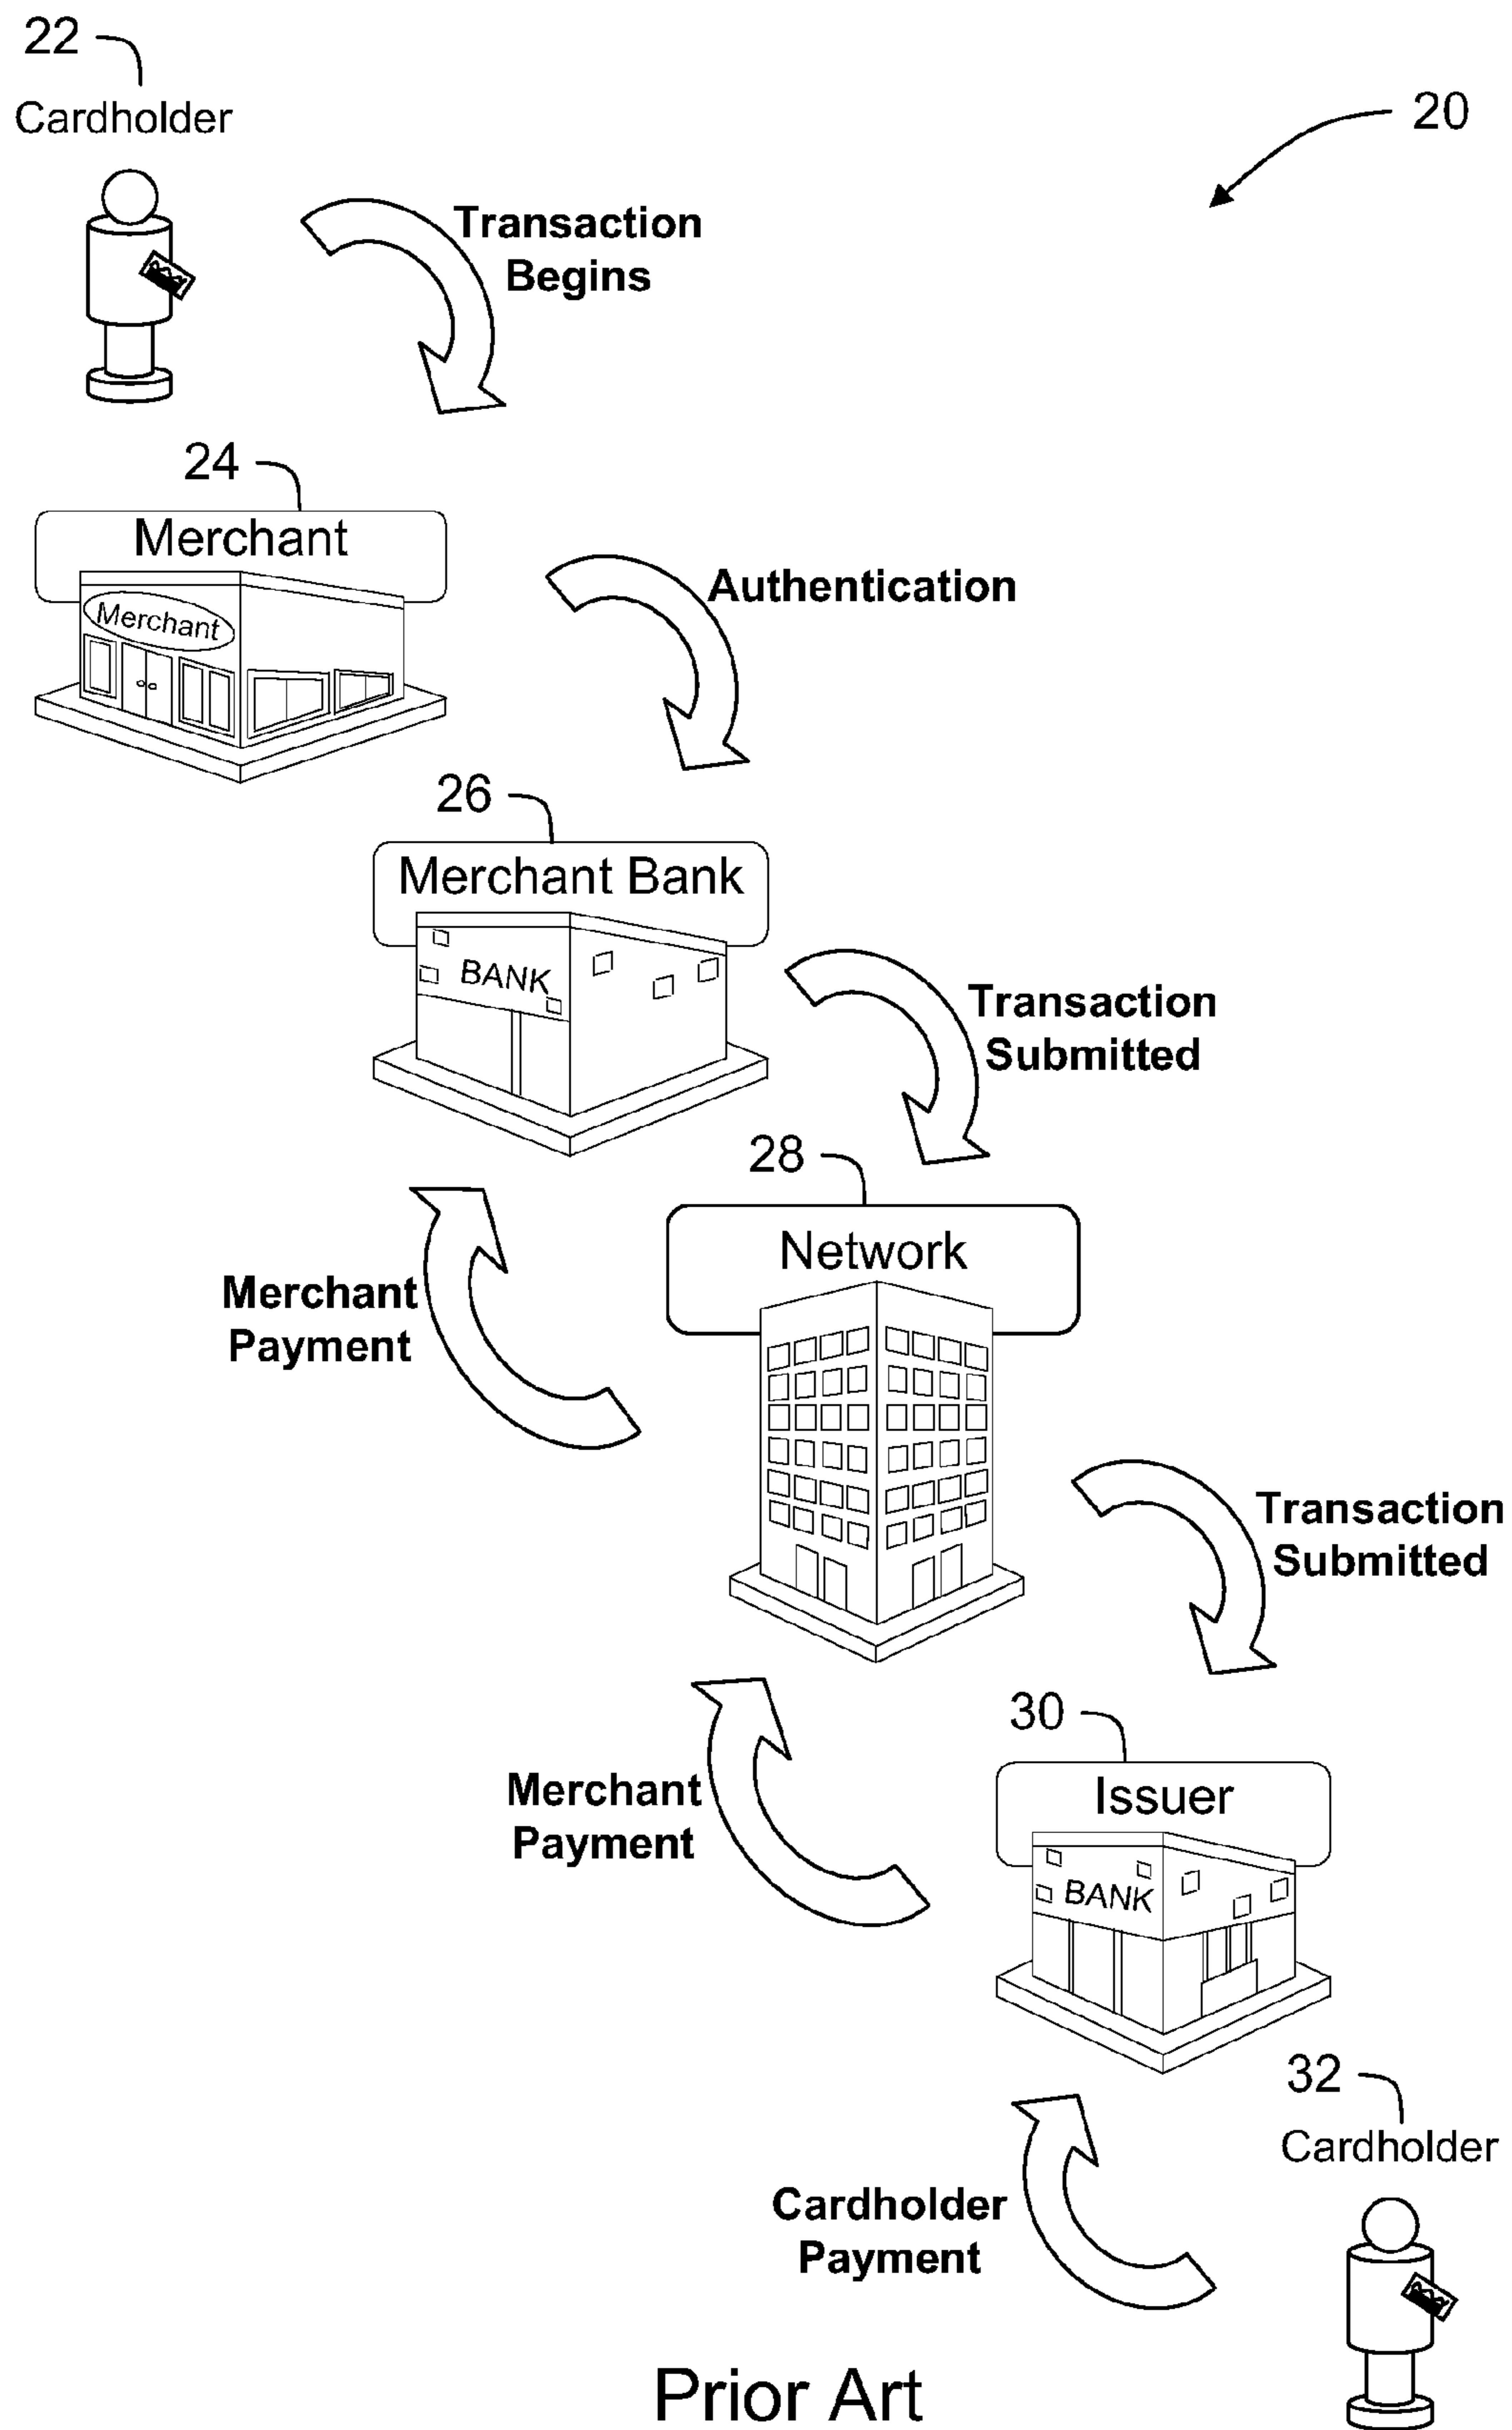 22
Cardholder
20
Transaction
Begins
24
Merchant
Merchant
Authentication
26
Merchant Bank
BANK
Transaction
Submitted
28
Network
Merchant
Payment
Transaction
Submitted
30
Issuer
BANK
Merchant
Payment
32
Cardholder
Cardholder
Payment
Prior Art